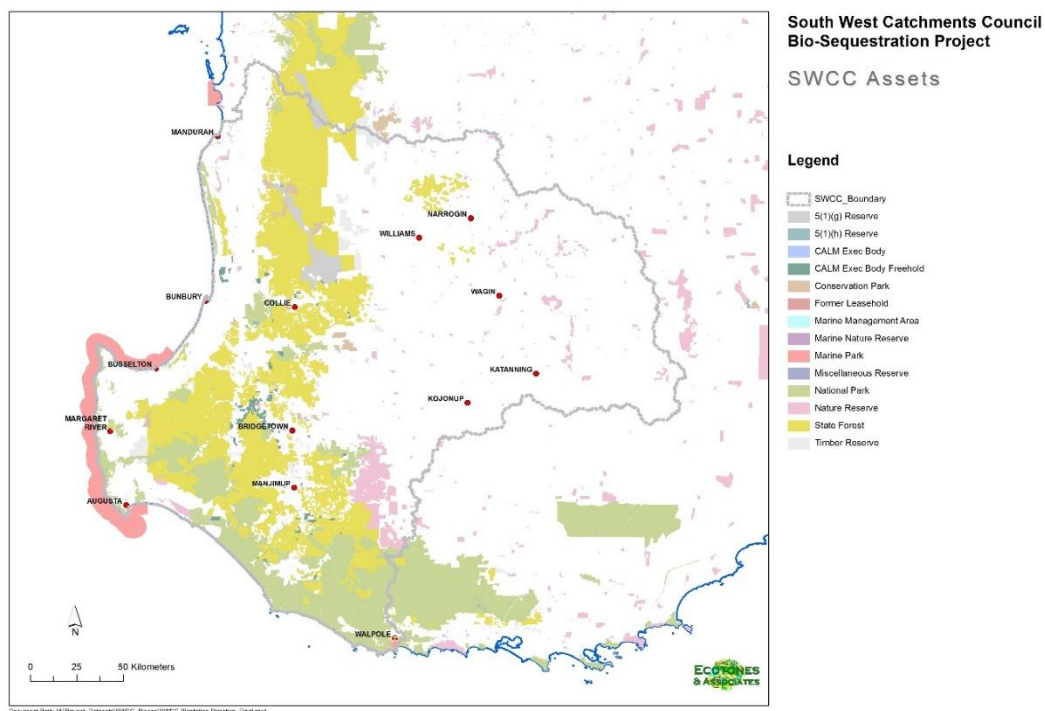 South West Catchments Council
Bio-Sequestration Project
SWCC Assets
Legend
SWCC_Boundary
5(1)(g) Reserve
5(1)(h) Reserve
CALM Exec Body
CALM Exec Body Freehold
Conservation Park
Former Leasehold
Marine Management Area
Marine Nature Reserve
Marine Park
Miscellaneous Reserve
National Park
Nature Reserve
State Forest
Timber Reserve
MANDURAH
NARROGIN
WILLIAMS
WAGIN
BUNBURY
COLLIE
BUSSELTON
KATANNING
KOJONUP
MARGARET
RIVER
BRIDGETOWN
MANJIMUP
AUGUSTA
WALPOLE
N
0 25 50 Kilometers
ECOTONES
& ASSOCIATES